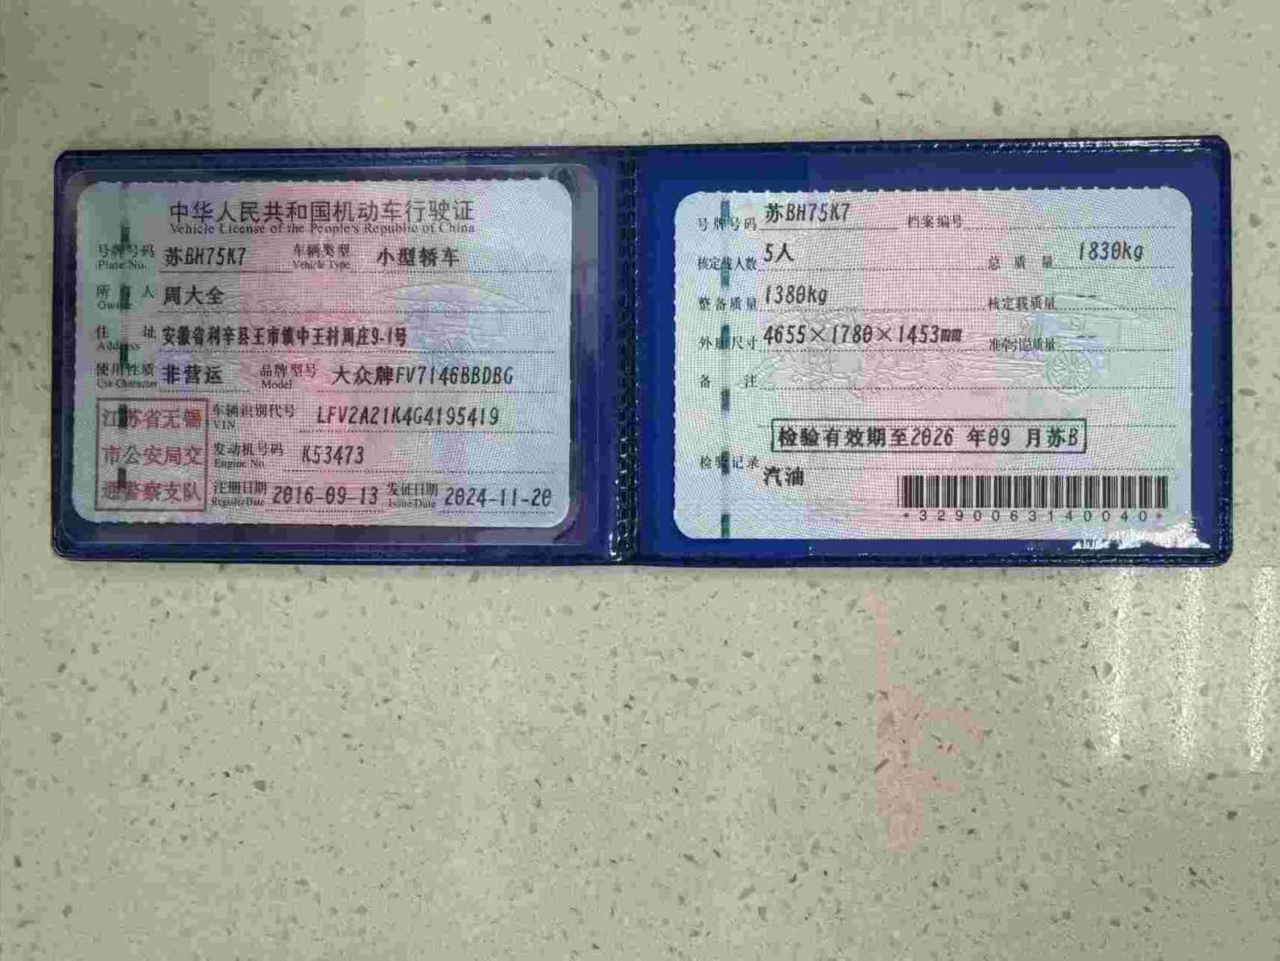 中华人民共和国机动车行驶证
Vehicle License of the People's Republic of China
号牌号码 苏BH75K7 车辆类型 小型轿车
Plate No. Vehicle Type
所有人 周大全
Owner
住址 安徽省利辛县王市镇中王村周庄9-1号
Address
使用性质 非营运 品牌型号 大众牌FV7146BBDBG
Use Character Model
江苏省无锡
市公安局交
通警察支队
车辆识别代号 LFV2A21K4G4195419
VIN
发动机号码 K53473
Engine No.
注册日期 2016-09-13 发证日期 2024-11-20
Register Date Issue Date
号牌号码 苏BH75K7 档案编号
核定载人数 5人 总质量 1830kg
整备质量 1380kg 核定载质量 --
外廓尺寸 4655×1780×1453mm 准牵引总质量 --
备注
检验有效期至2026 年09 月苏B
检验记录
汽油
*3290063140040*